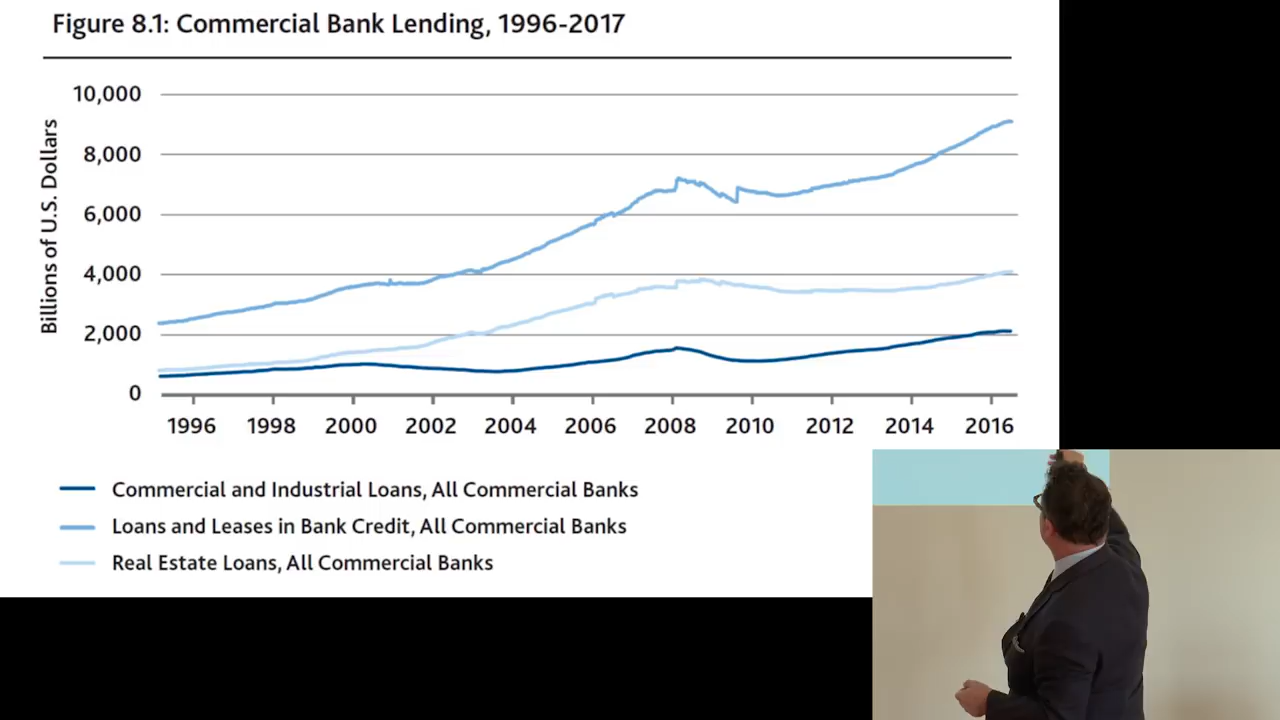 Figure 8.1: Commercial Bank Lending, 1996-2017
Billions of U.S. Dollars
10,000
8,000
6,000
4,000
2,000
0
1996 1998 2000 2002 2004 2006 2008 2010 2012 2014 2016
Commercial and Industrial Loans, All Commercial Banks
Loans and Leases in Bank Credit, All Commercial Banks
Real Estate Loans, All Commercial Banks